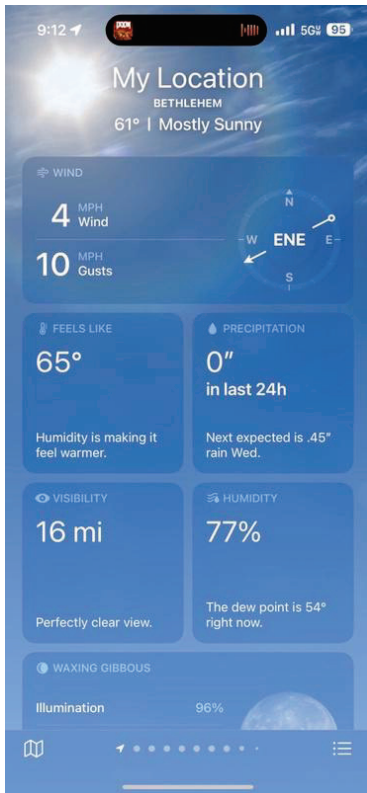 9:12
DOOM
5G
95
My Location
BETHLEHEM
61° | Mostly Sunny
WIND
4 MPH Wind
10 MPH Gusts
N
W ENE E
S
FEELS LIKE
65°
Humidity is making it
feel warmer.
PRECIPITATION
0”
in last 24h
Next expected is .45”
rain Wed.
VISIBILITY
16 mi
Perfectly clear view.
HUMIDITY
77%
The dew point is 54°
right now.
WAXING GIBBOUS
Illumination 96%